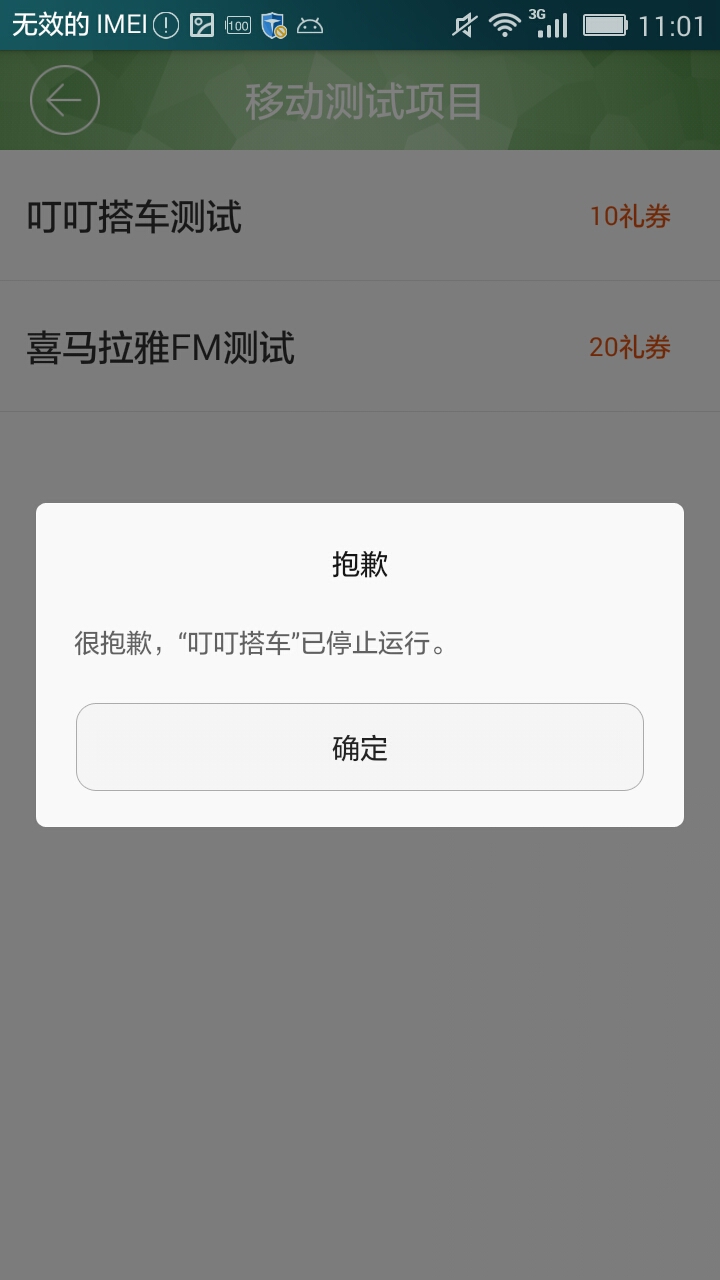 无效的 IMEI
100
3G
11:01
移动测试项目
叮叮搭车测试
10礼券
喜马拉雅FM测试
20礼券
抱歉
很抱歉，“叮叮搭车”已停止运行。
确定